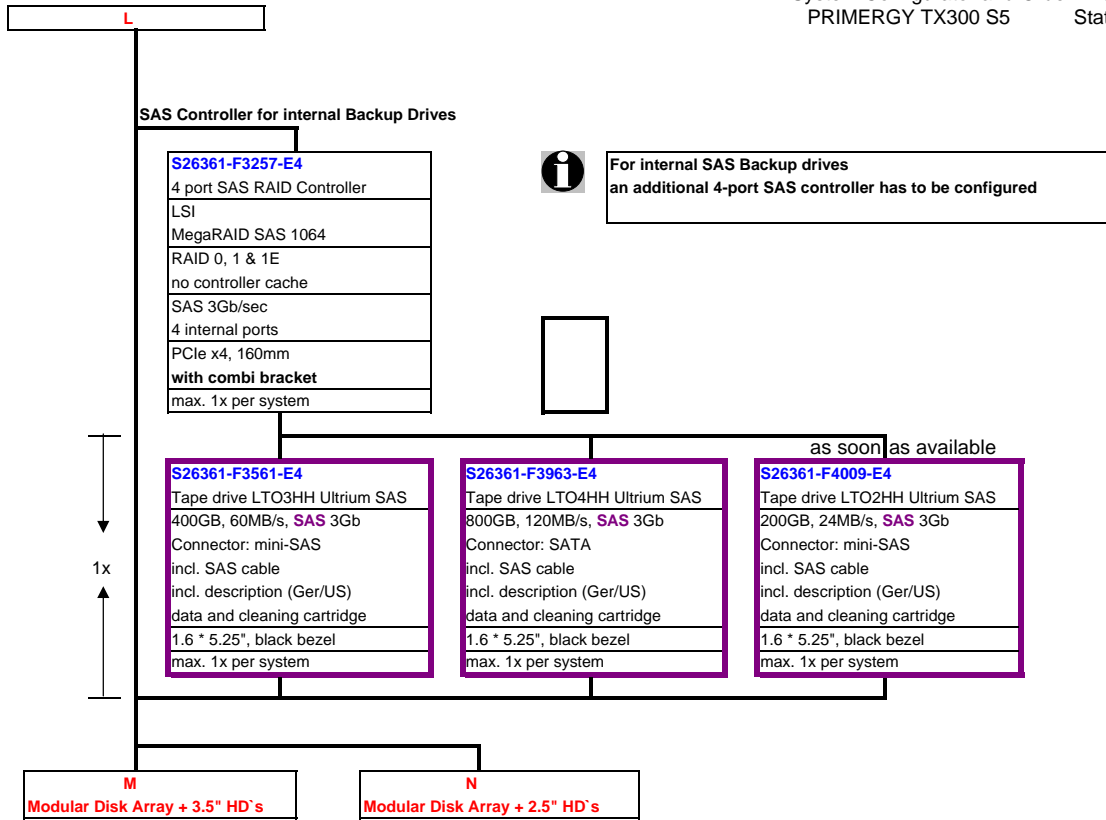 PRIMERGY TX300 S5
L
SAS Controller for internal Backup Drives
S26361-F3257-E4
4 port SAS RAID Controller
LSI
MegaRAID SAS 1064
RAID 0, 1 & 1E
no controller cache
SAS 3Gb/sec
4 internal ports
PCIe x4, 160mm
with combi bracket
max. 1x per system
For internal SAS Backup drives
an additional 4-port SAS controller has to be configured
as soon as available
1x
S26361-F3561-E4
Tape drive LTO3HH Ultrium SAS
400GB, 60MB/s, SAS 3Gb
Connector: mini-SAS
incl. SAS cable
incl. description (Ger/US)
data and cleaning cartridge
1.6 * 5.25", black bezel
max. 1x per system
S26361-F3963-E4
Tape drive LTO4HH Ultrium SAS
800GB, 120MB/s, SAS 3Gb
Connector: SATA
incl. SAS cable
incl. description (Ger/US)
data and cleaning cartridge
1.6 * 5.25", black bezel
max. 1x per system
S26361-F4009-E4
Tape drive LTO2HH Ultrium SAS
200GB, 24MB/s, SAS 3Gb
Connector: mini-SAS
incl. SAS cable
incl. description (Ger/US)
data and cleaning cartridge
1.6 * 5.25", black bezel
max. 1x per system
M
Modular Disk Array + 3.5" HD`s
N
Modular Disk Array + 2.5" HD`s